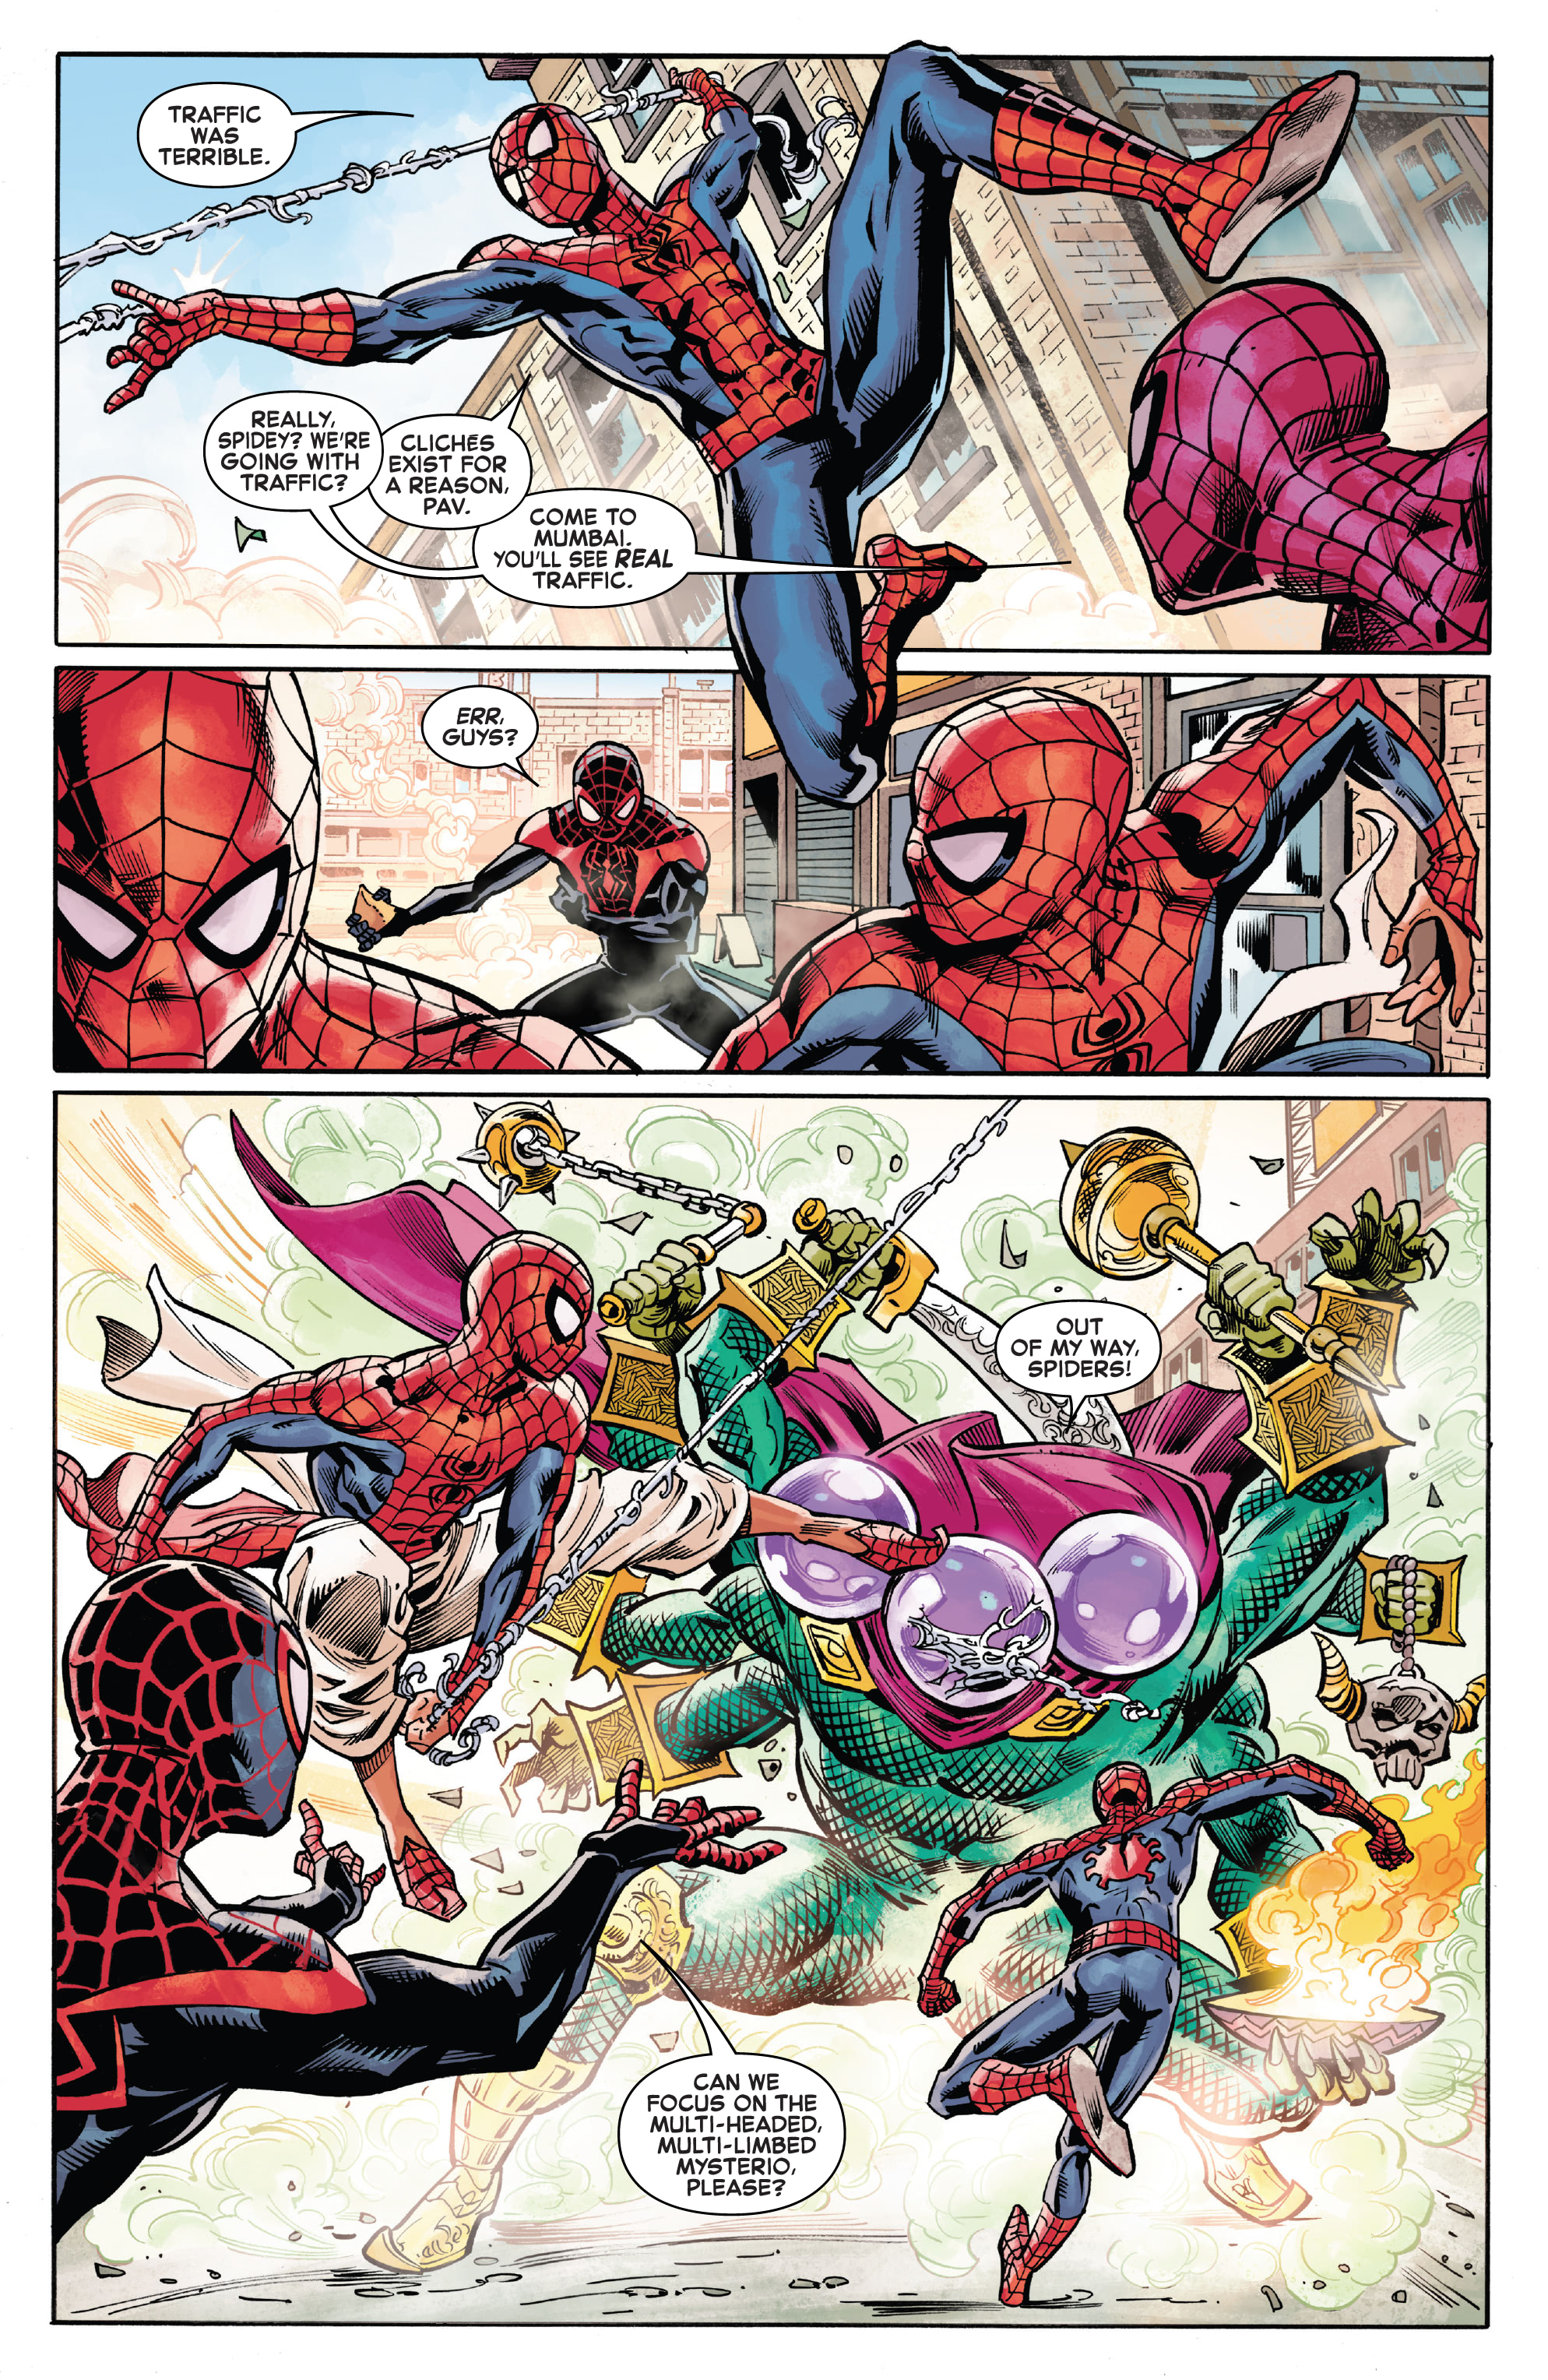 TRAFFIC
WAS
TERRIBLE.
REALLY,
SPIDEY? WE'RE
GOING WITH
TRAFFIC?
CLICHÉS
EXIST FOR
A REASON,
PAV.
COME TO
MUMBAI.
YOU'LL SEE REAL
TRAFFIC.
ERR,
GUYS?
OUT
OF MY WAY,
SPIDERS!
CAN WE
FOCUS ON THE
MULTI-HEADED,
MULTI-LIMBED
MYSTERIO,
PLEASE?